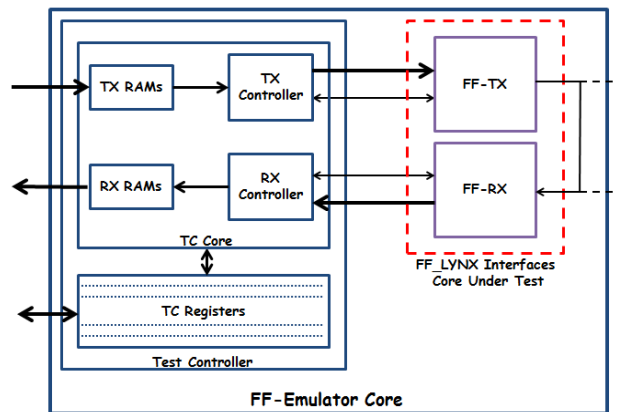 TX RAMs
TX
Controller
FF-TX
RX RAMs
RX
Controller
FF-RX
TC Core
FF_LYNX Interfaces
Core Under Test
TC Registers
Test Controller
FF-Emulator Core